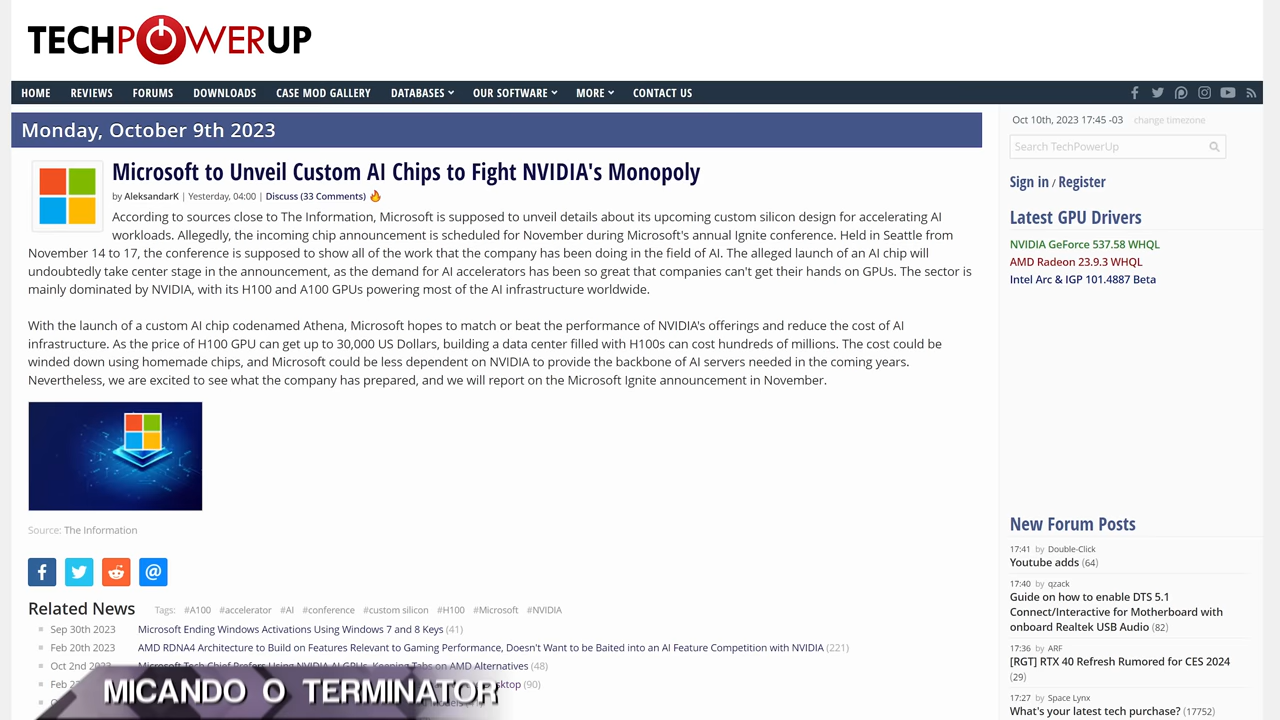 TECHPOWERUP
HOME REVIEWS FORUMS DOWNLOADS CASE MOD GALLERY DATABASES OUR SOFTWARE MORE CONTACT US
Monday, October 9th 2023
Microsoft to Unveil Custom AI Chips to Fight NVIDIA's Monopoly
by AleksandarK | Yesterday, 04:00 | Discuss (33 Comments)
According to sources close to The Information, Microsoft is supposed to unveil details about its upcoming custom silicon design for accelerating AI
workloads. Allegedly, the incoming chip announcement is scheduled for November during Microsoft's annual Ignite conference. Held in Seattle from
November 14 to 17, the conference is supposed to show all of the work that the company has been doing in the field of AI. The alleged launch of an AI chip will
undoubtedly take center stage in the announcement, as the demand for AI accelerators has been so great that companies can't get their hands on GPUs. The sector is
mainly dominated by NVIDIA, with its H100 and A100 GPUs powering most of the AI infrastructure worldwide.
With the launch of a custom AI chip codenamed Athena, Microsoft hopes to match or beat the performance of NVIDIA's offerings and reduce the cost of AI
infrastructure. As the price of H100 GPU can get up to 30,000 US Dollars, building a data center filled with H100s can cost hundreds of millions. The cost could be
winded down using homemade chips, and Microsoft could be less dependent on NVIDIA to provide the backbone of AI servers needed in the coming years.
Nevertheless, we are excited to see what the company has prepared, and we will report on the Microsoft Ignite announcement in November.
Source: The Information
Related News Tags: #A100 #accelerator #AI #conference #custom silicon #H100 #Microsoft #NVIDIA
Sep 30th 2023 Microsoft Ending Windows Activations Using Windows 7 and 8 Keys (41)
Feb 20th 2023 AMD RDNA4 Architecture to Build on Features Relevant to Gaming Performance, Doesn't Want to be Baited into an AI Feature Competition with NVIDIA (221)
Oct 2nd 2023 Microsoft Tech Chief Prefers Using NVIDIA AI GPUs, Keeping Tabs on AMD Alternatives (48)
Feb (90)
MICANDO O TERMINATOR
Oct 10th, 2023 17:45 -03 change timezone
Search TechPowerUp
Sign in / Register
Latest GPU Drivers
NVIDIA GeForce 537.58 WHQL
AMD Radeon 23.9.3 WHQL
Intel Arc & IGP 101.4887 Beta
New Forum Posts
17:41 by Double-Click
Youtube adds (64)
17:40 by qzack
Guide on how to enable DTS 5.1
Connect/Interactive for Motherboard with
onboard Realtek USB Audio (82)
17:36 by ARF
[RGT] RTX 40 Refresh Rumored for CES 2024
(29)
17:27 by Space Lynx
What's your latest tech purchase? (17752)